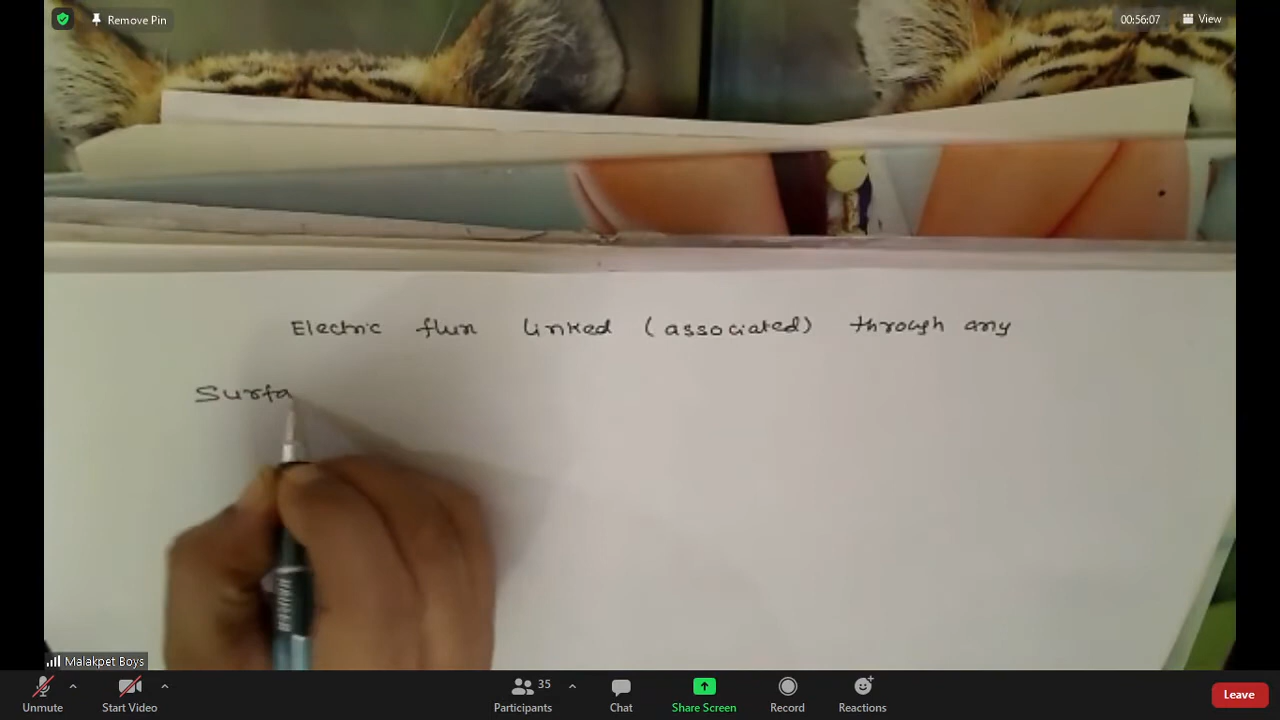 Remove Pin
00:56:07
View
Electric flux linked (associated) through any
Surfa
Malakpet Boys
Unmute
Start Video
35
Participants
Chat
Share Screen
Record
Reactions
Leave